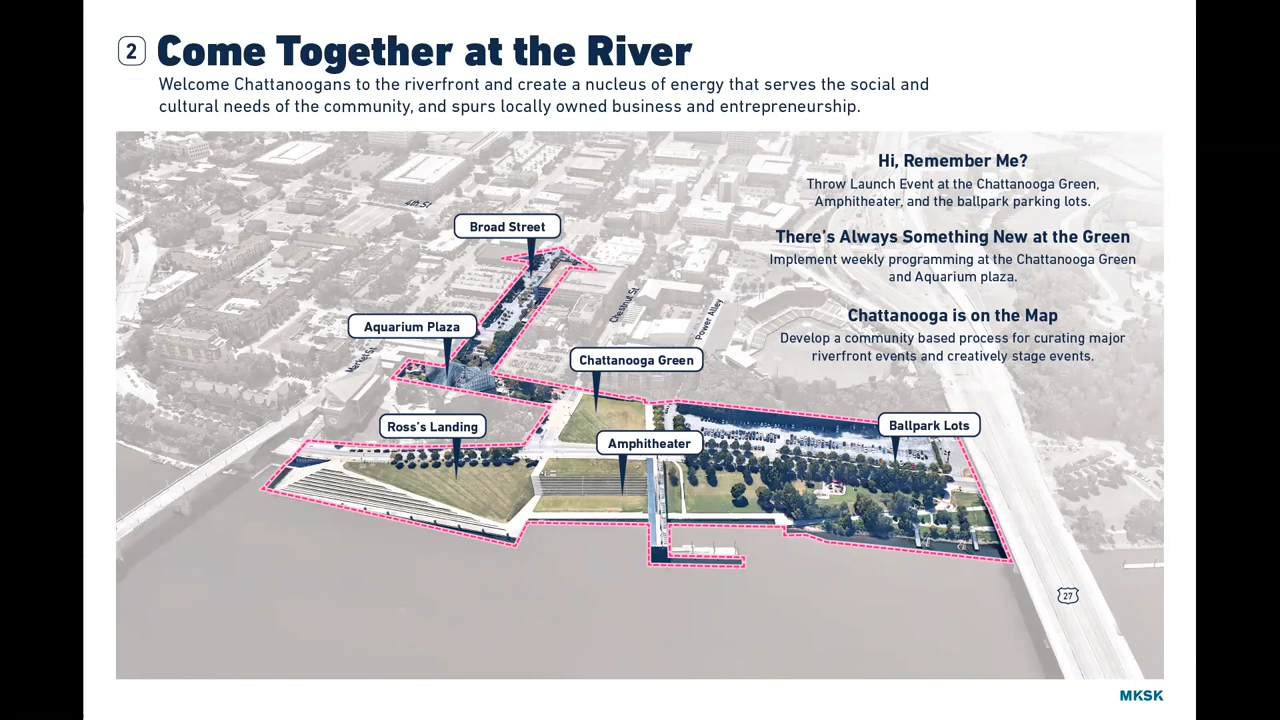 2 Come Together at the River
Welcome Chattanoogans to the riverfront and create a nucleus of energy that serves the social and
cultural needs of the community, and spurs locally owned business and entrepreneurship.
Hi, Remember Me?
Throw Launch Event at the Chattanooga Green,
Amphitheater, and the ballpark parking lots.
There's Always Something New at the Green
Implement weekly programming at the Chattanooga Green
and Aquarium plaza.
Chattanooga is on the Map
Develop a community based process for curating major
riverfront events and creatively stage events.
4th St
Broad Street
Chestnut St
Power Alley
Aquarium Plaza
Market St
Chattanooga Green
Ross's Landing
Amphitheater
Ballpark Lots
27
MKSK